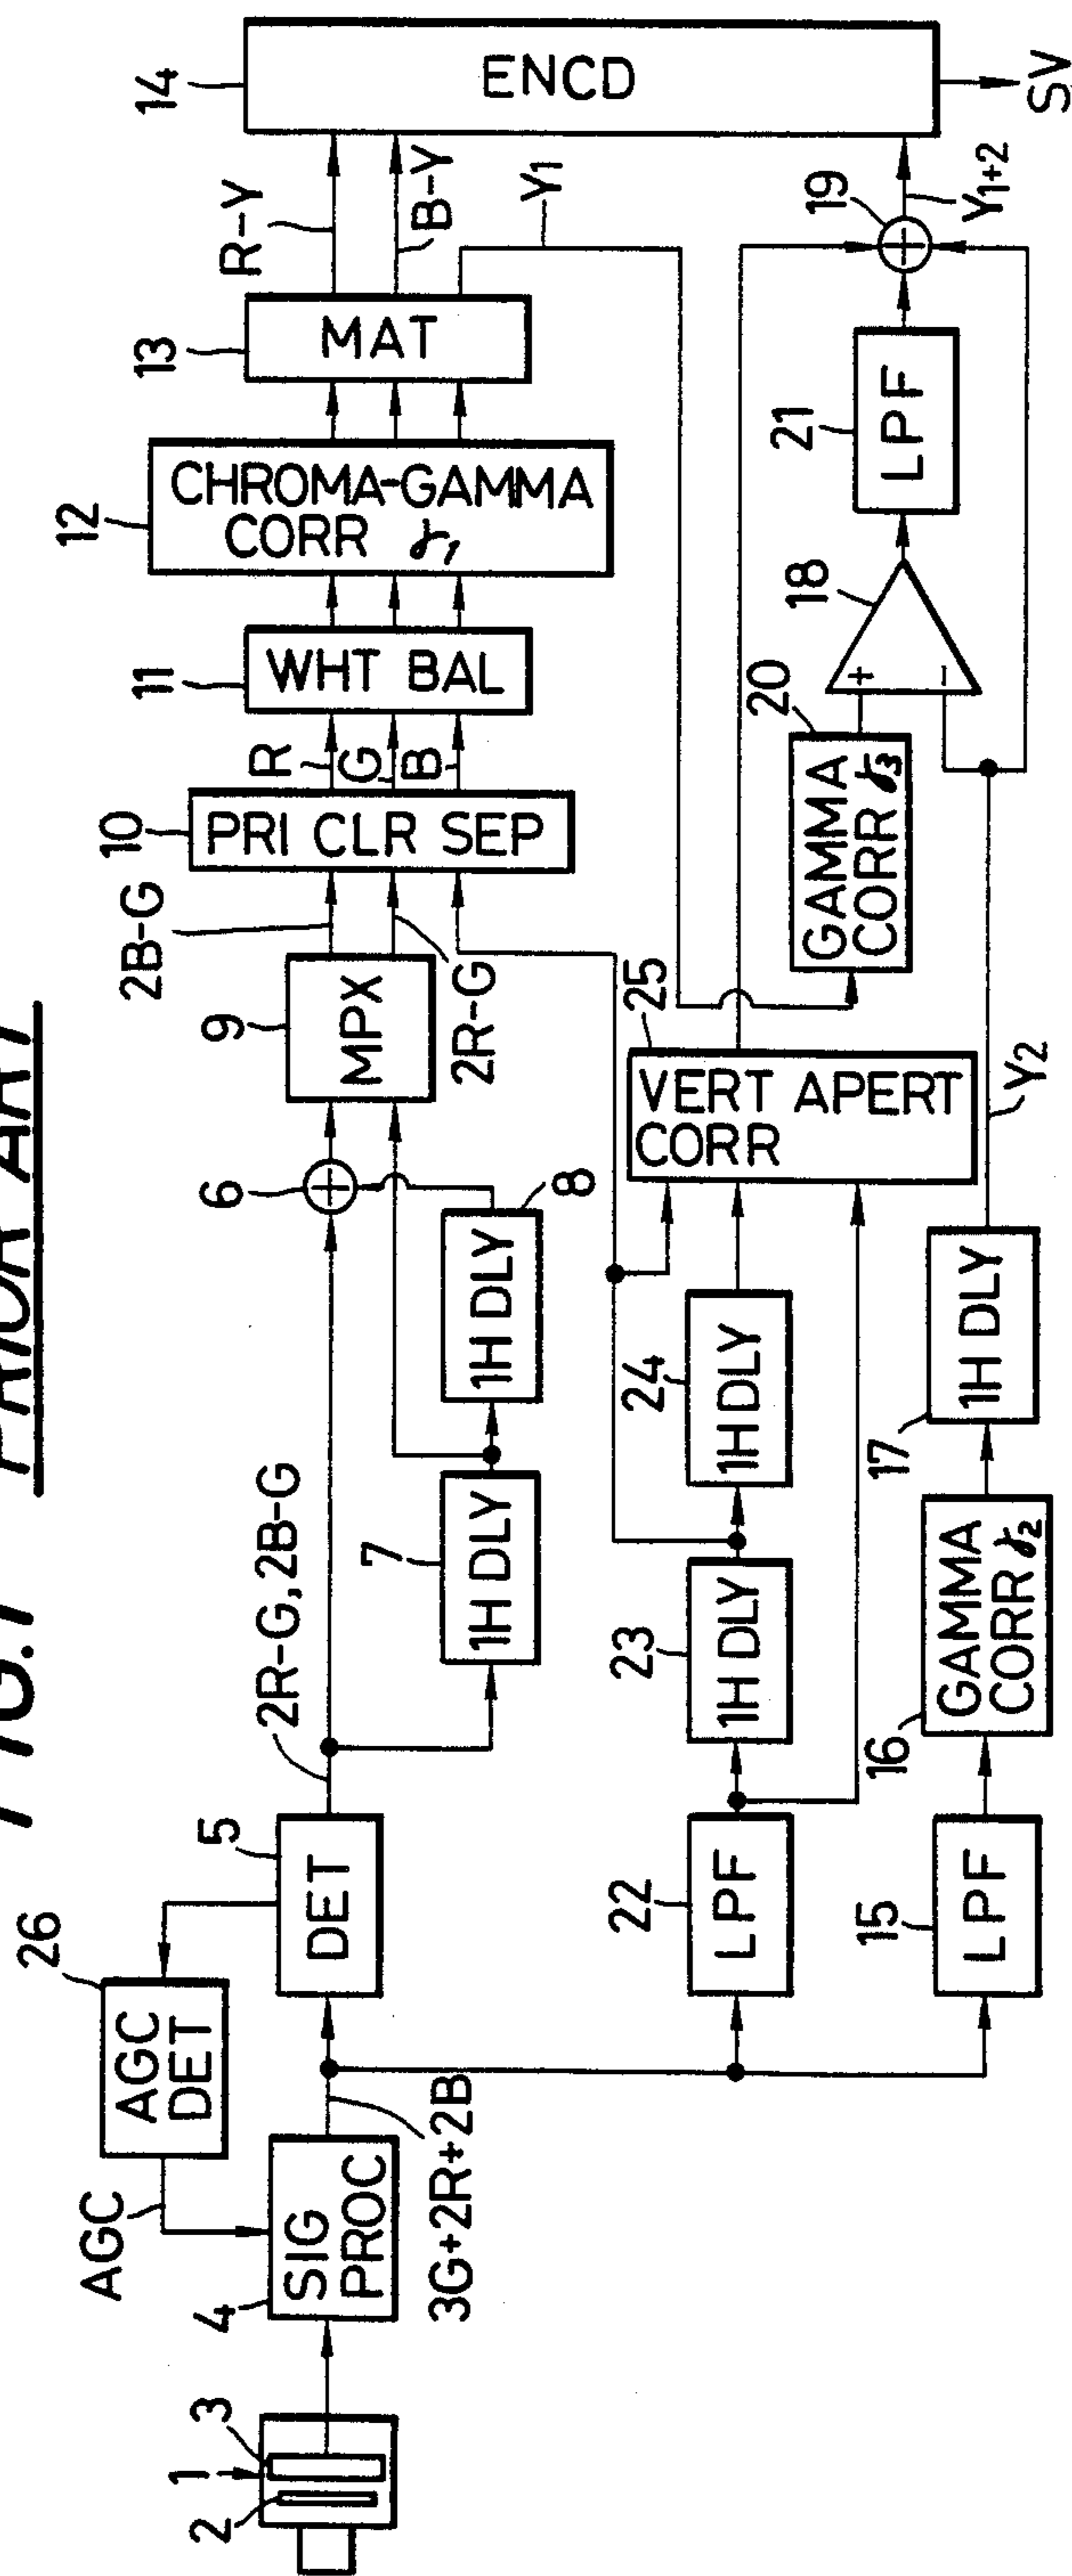 FIG.1 PRIOR ART
1
2
3
4
SIG
PROC
AGC
26
AGC
DET
3G+2R+2B
5
DET
2R-G, 2B-G
6
7
1H DLY
8
1H DLY
9
MPX
2B-G
2R-G
10
PRI CLR SEP
R
G
B
11
WHT BAL
12
CHROMA-GAMMA
CORR γ1
13
MAT
R-Y
B-Y
Y1
14
ENCD
SV
22
LPF
23
1H DLY
24
1H DLY
25
VERT APERT
CORR
15
LPF
16
GAMMA
CORR γ2
17
1H DLY
Y2
20
GAMMA
CORR γ3
18
+
-
21
LPF
19
Y1+2